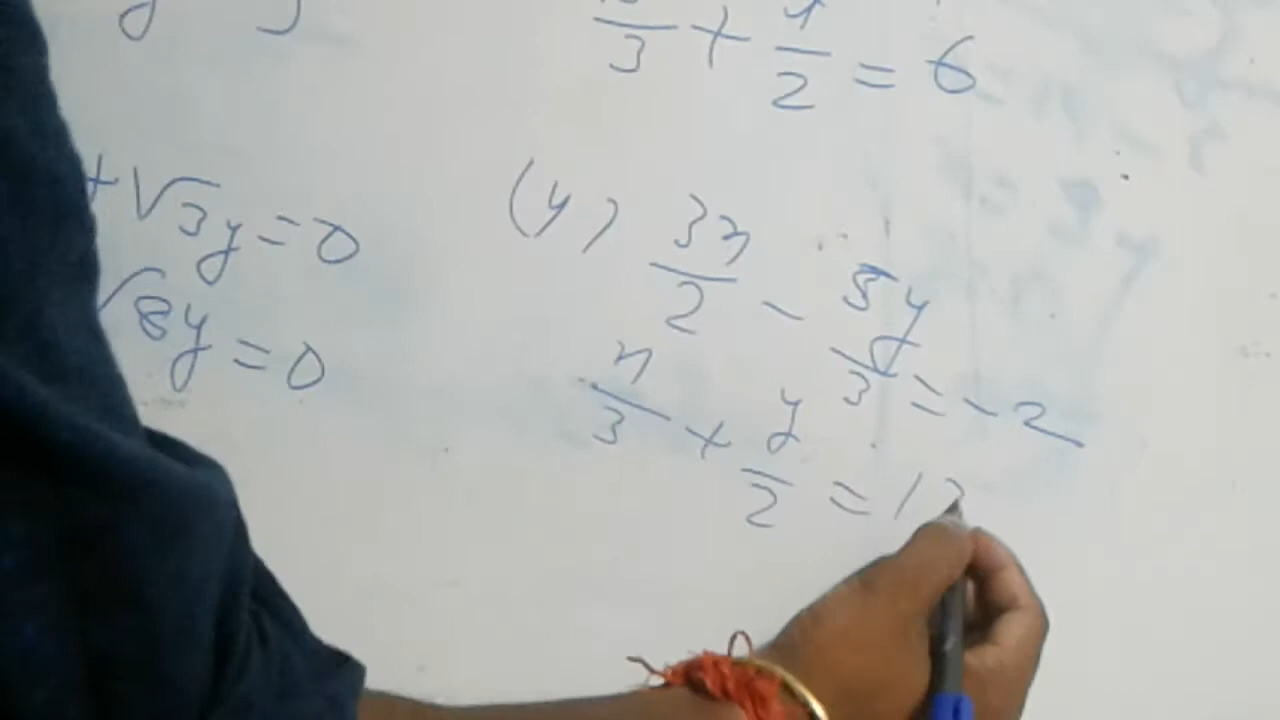 + √3y = 0
√8y = 0
/3 + /2 = 6
(4) 3x/2 - 5y/3 = -2
x/3 + y/2 = 13